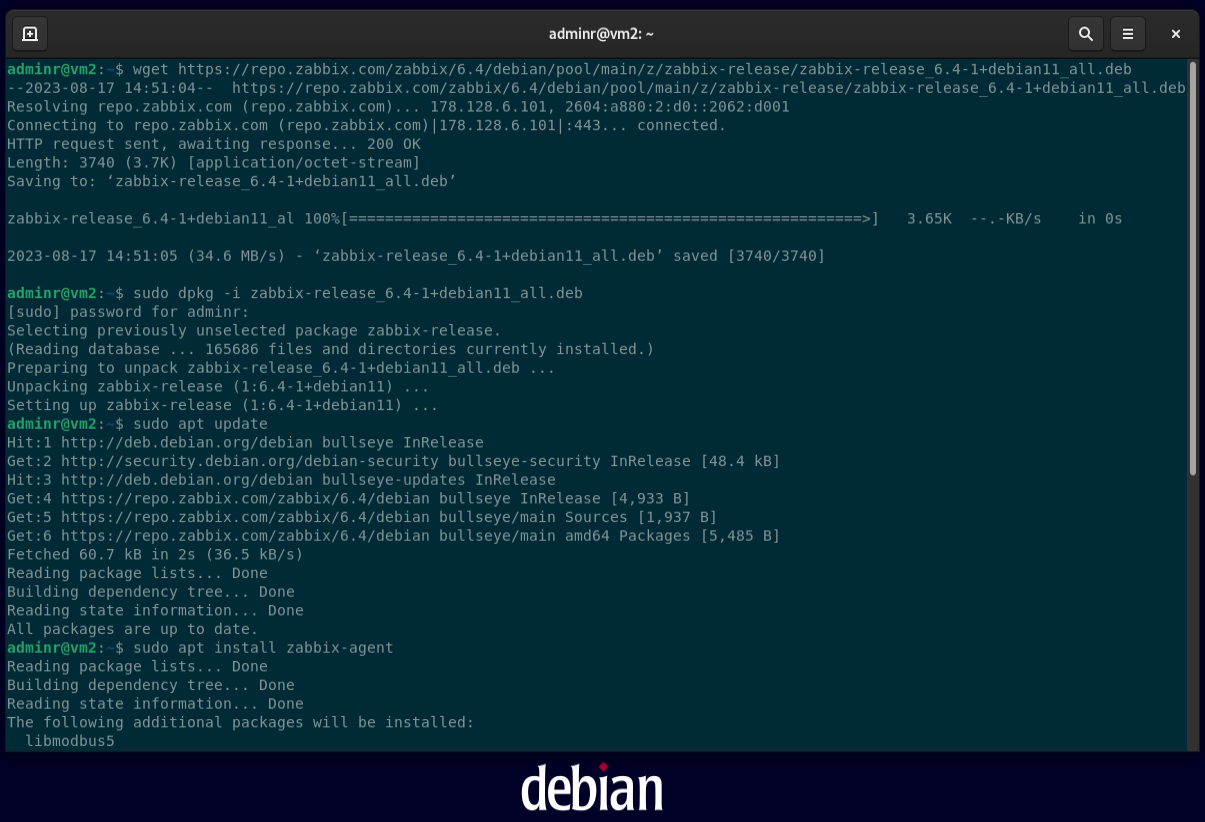 adminr@vm2: ~
adminr@vm2:~$ wget https://repo.zabbix.com/zabbix/6.4/debian/pool/main/z/zabbix-release/zabbix-release_6.4-1+debian11_all.deb
--2023-08-17 14:51:04--  https://repo.zabbix.com/zabbix/6.4/debian/pool/main/z/zabbix-release/zabbix-release_6.4-1+debian11_all.deb
Resolving repo.zabbix.com (repo.zabbix.com)... 178.128.6.101, 2604:a880:2:d0::2062:d001
Connecting to repo.zabbix.com (repo.zabbix.com)|178.128.6.101|:443... connected.
HTTP request sent, awaiting response... 200 OK
Length: 3740 (3.7K) [application/octet-stream]
Saving to: ‘zabbix-release_6.4-1+debian11_all.deb’
zabbix-release_6.4-1+debian11_al 100%[=========================================================>]   3.65K  --.-KB/s    in 0s
2023-08-17 14:51:05 (34.6 MB/s) - ‘zabbix-release_6.4-1+debian11_all.deb’ saved [3740/3740]
adminr@vm2:~$ sudo dpkg -i zabbix-release_6.4-1+debian11_all.deb
[sudo] password for adminr:
Selecting previously unselected package zabbix-release.
(Reading database ... 165686 files and directories currently installed.)
Preparing to unpack zabbix-release_6.4-1+debian11_all.deb ...
Unpacking zabbix-release (1:6.4-1+debian11) ...
Setting up zabbix-release (1:6.4-1+debian11) ...
adminr@vm2:~$ sudo apt update
Hit:1 http://deb.debian.org/debian bullseye InRelease
Get:2 http://security.debian.org/debian-security bullseye-security InRelease [48.4 kB]
Hit:3 http://deb.debian.org/debian bullseye-updates InRelease
Get:4 https://repo.zabbix.com/zabbix/6.4/debian bullseye InRelease [4,933 B]
Get:5 https://repo.zabbix.com/zabbix/6.4/debian bullseye/main Sources [1,937 B]
Get:6 https://repo.zabbix.com/zabbix/6.4/debian bullseye/main amd64 Packages [5,485 B]
Fetched 60.7 kB in 2s (36.5 kB/s)
Reading package lists... Done
Building dependency tree... Done
Reading state information... Done
All packages are up to date.
adminr@vm2:~$ sudo apt install zabbix-agent
Reading package lists... Done
Building dependency tree... Done
Reading state information... Done
The following additional packages will be installed:
  libmodbus5
debian